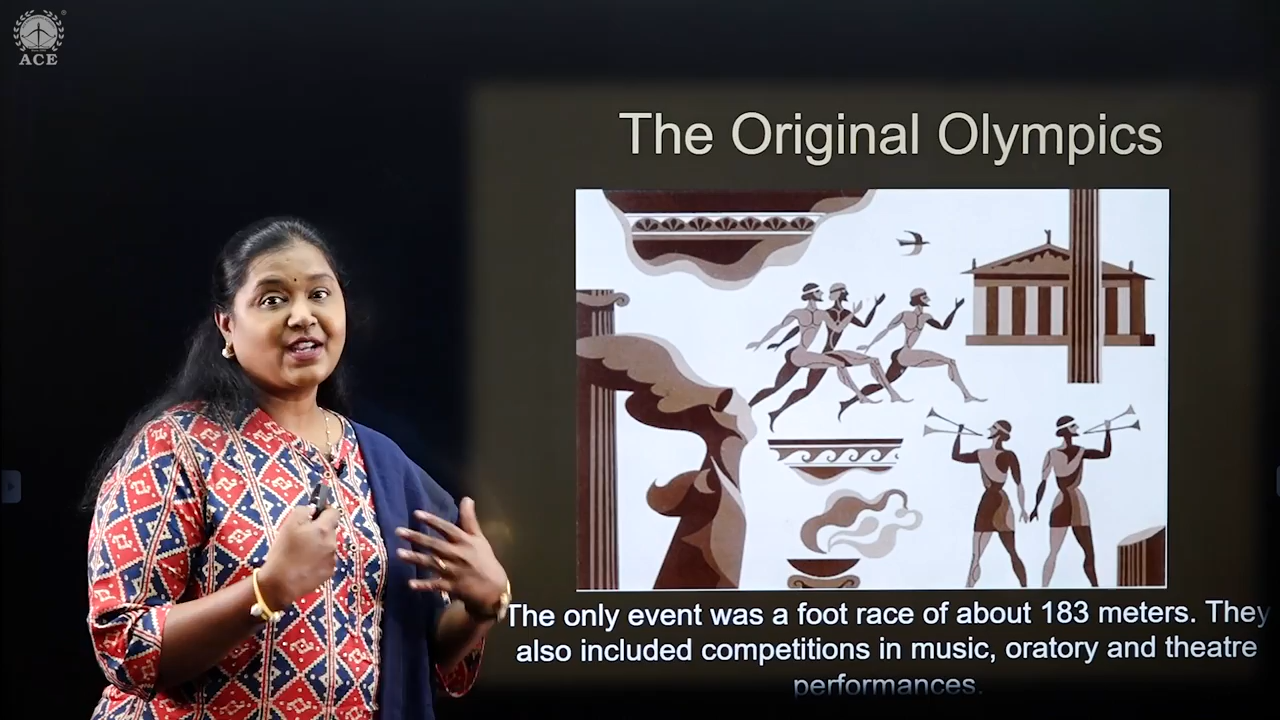 ACE
The Original Olympics
The only event was a foot race of about 183 meters. They
also included competitions in music, oratory and theatre
performances.